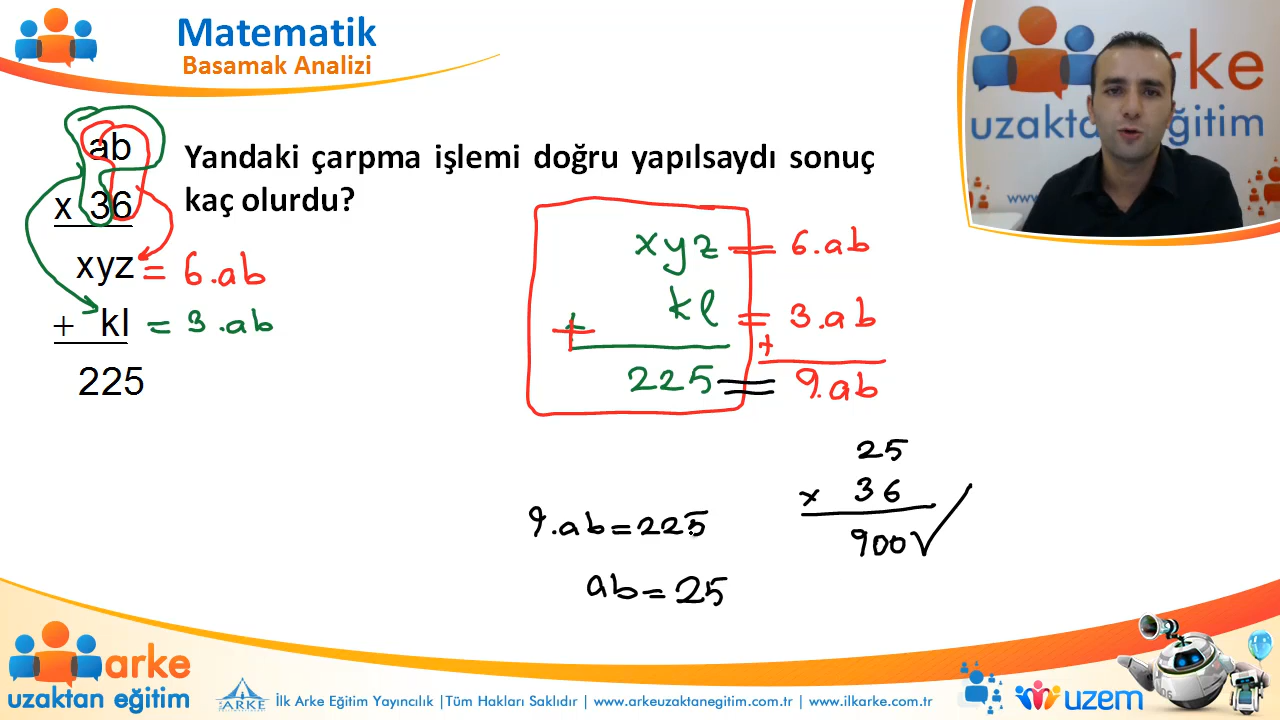 Matematik
Basamak Analizi
arke
uzaktan eğitim
ab
x 36
xyz = 6.ab
+ kl = 3.ab
225
Yandaki çarpma işlemi doğru yapılsaydı sonuç
kaç olurdu?
xyz = 6.ab
kl = 3.ab
+ +
225 = 9.ab
9.ab=225
ab=25
25
x 36
900
arke
uzaktan eğitim
ARKE
İlk Arke Eğitim Yayıncılık |Tüm Hakları Saklıdır | www.arkeuzaktanegitim.com.tr | www.ilkarke.com.tr
uzem